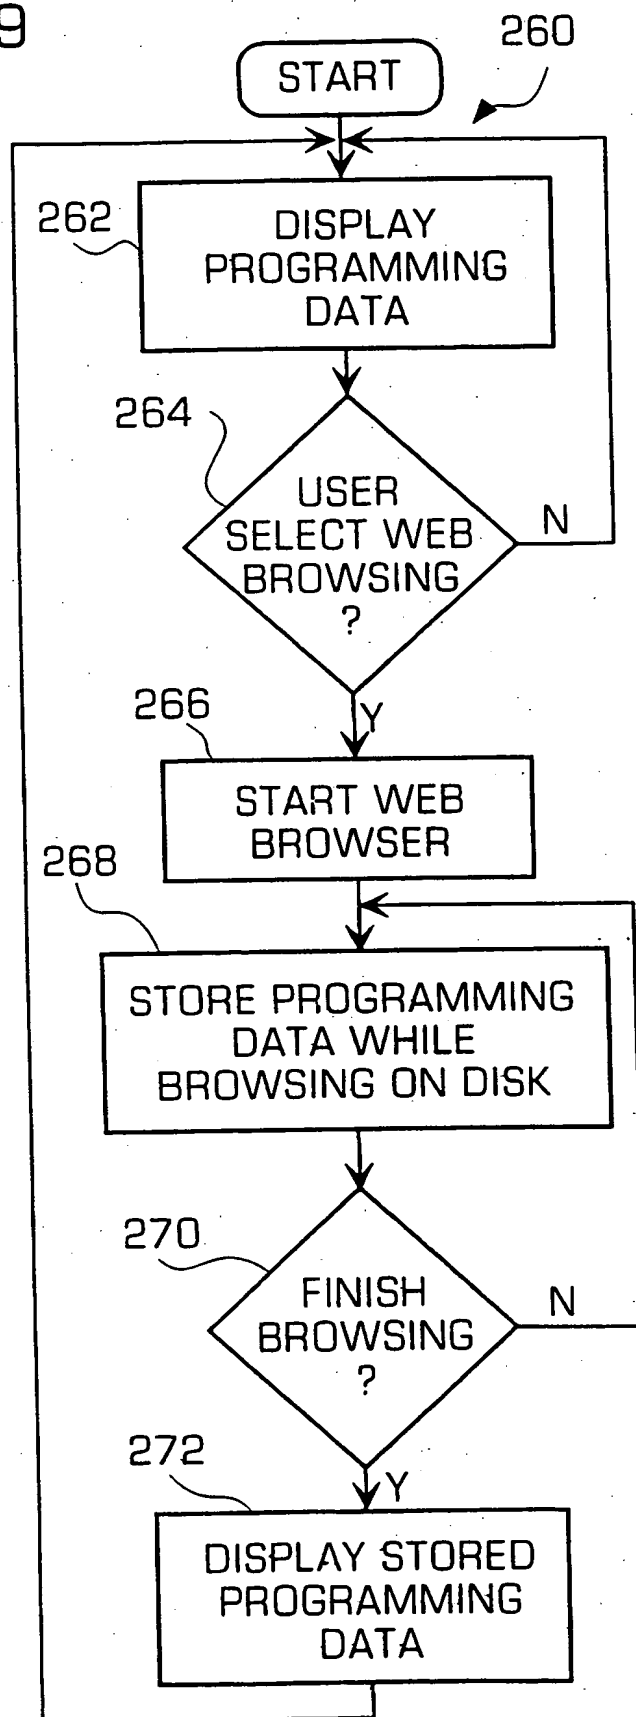 9
260
START
262
DISPLAY
PROGRAMMING
DATA
264
USER
SELECT WEB
BROWSING
?
N
Y
266
START WEB
BROWSER
268
STORE PROGRAMMING
DATA WHILE
BROWSING ON DISK
270
FINISH
BROWSING
?
N
Y
272
DISPLAY STORED
PROGRAMMING
DATA